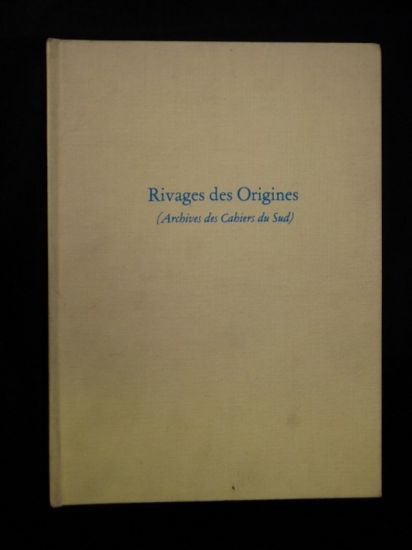 Rivages des Origines
(Archives des Cahiers du Sud)